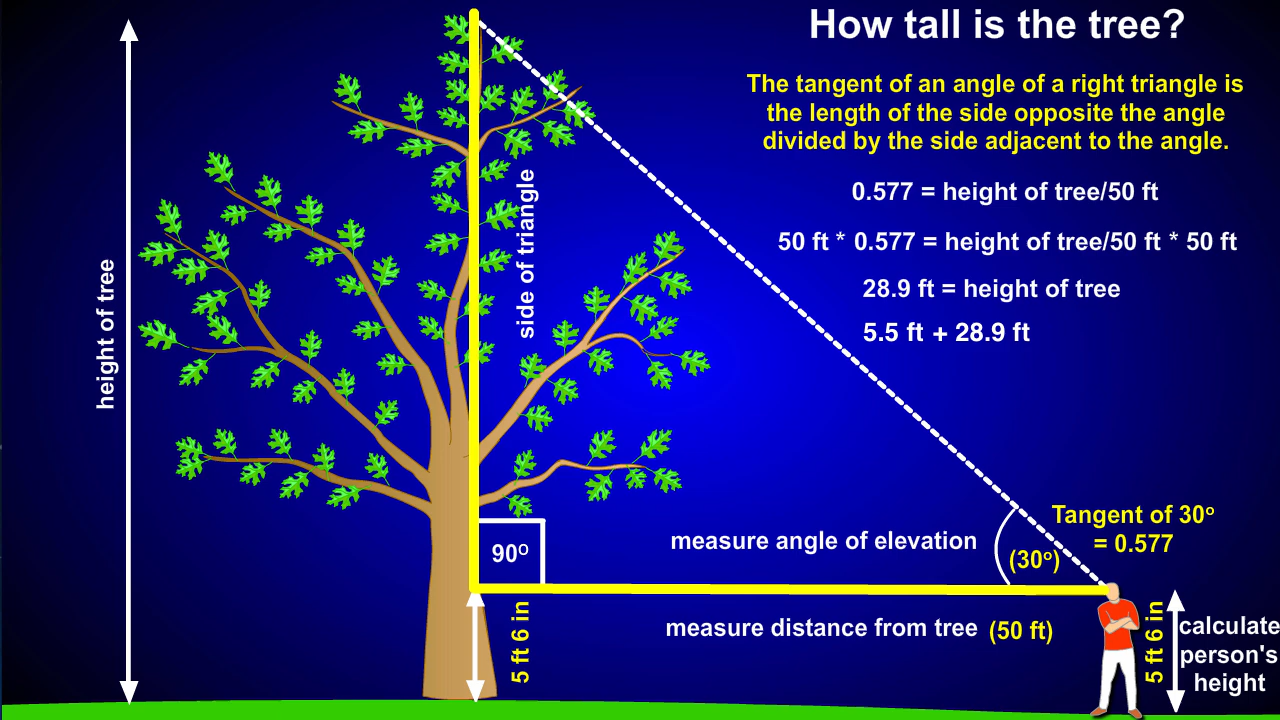 How tall is the tree?
The tangent of an angle of a right triangle is
the length of the side opposite the angle
divided by the side adjacent to the angle.
0.577 = height of tree/50 ft
50 ft * 0.577 = height of tree/50 ft * 50 ft
28.9 ft = height of tree
5.5 ft + 28.9 ft
height of tree
side of triangle
90º
measure angle of elevation
(30º)
Tangent of 30º
= 0.577
measure distance from tree (50 ft)
5 ft 6 in
5 ft 6 in
calculate
person's
height